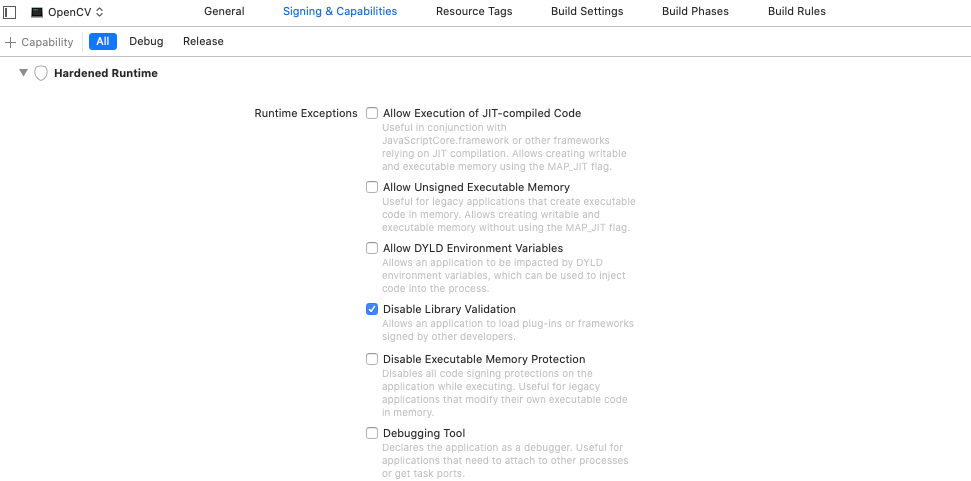 OpenCV General Signing & Capabilities Resource Tags Build Settings Build Phases Build Rules
Capability All Debug Release
Hardened Runtime
Runtime Exceptions Allow Execution of JIT-compiled Code
Useful in conjunction with
JavaScriptCore.framework or other frameworks
relying on JIT compilation. Allows creating writable
and executable memory using the MAP_JIT flag.
Allow Unsigned Executable Memory
Useful for legacy applications that create executable
code in memory. Allows creating writable and
executable memory without using the MAP_JIT flag.
Allow DYLD Environment Variables
Allows an application to be impacted by DYLD
environment variables, which can be used to inject
code into the process.
Disable Library Validation
Allows an application to load plug-ins or frameworks
signed by other developers.
Disable Executable Memory Protection
Disables all code signing protections on the
application while executing. Useful for legacy
applications that modify their own executable code
in memory.
Debugging Tool
Declares the application as a debugger. Useful for
applications that need to attach to other processes
or get task ports.